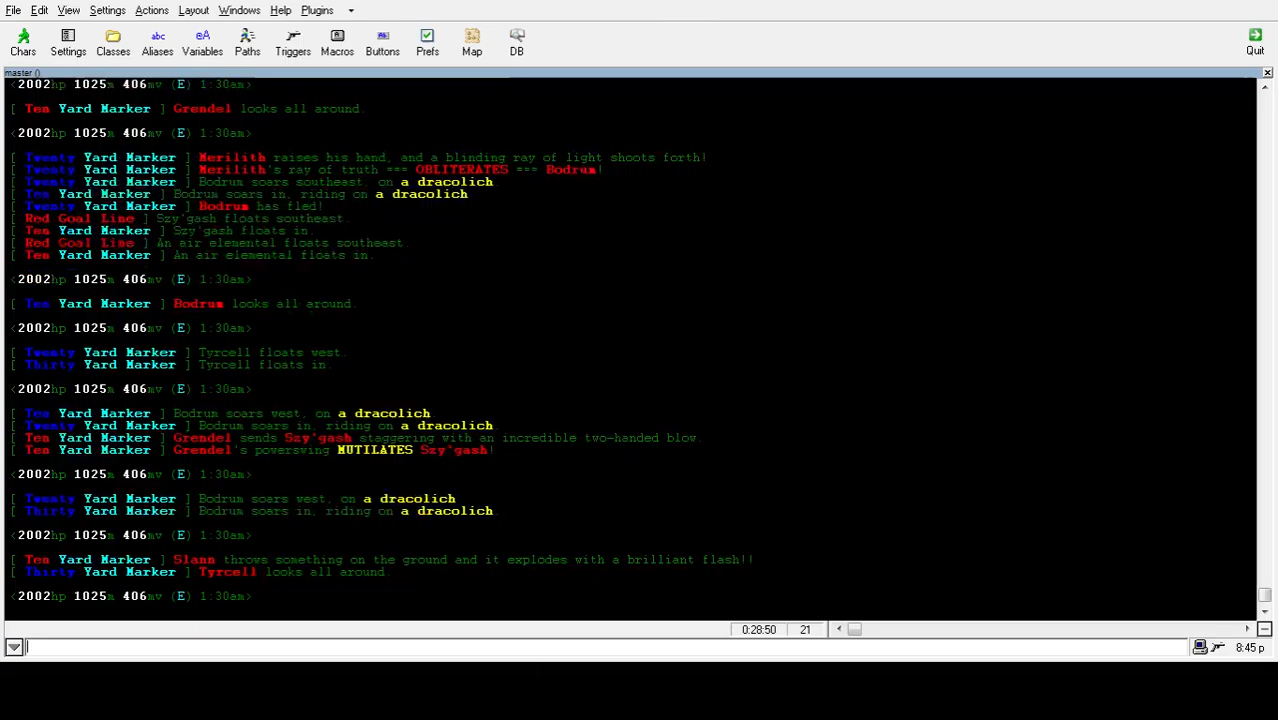 File Edit View Settings Actions Layout Windows Help Plugins
Chars Settings Classes Aliases Variables Paths Triggers Macros Buttons Prefs Map DB Quit
master ()
<2002hp 1025m 406mv (E) 1:30am>
[ Ten Yard Marker ] Grendel looks all around.
<2002hp 1025m 406mv (E) 1:30am>
[ Twenty Yard Marker ] Merilith raises his hand, and a blinding ray of light shoots forth!
[ Twenty Yard Marker ] Merilith's ray of truth === OBLITERATES === Bodrum!
[ Twenty Yard Marker ] Bodrum soars southeast, on a dracolich
[ Ten Yard Marker ] Bodrum soars in, riding on a dracolich
[ Twenty Yard Marker ] Bodrum has fled!
[ Red Goal Line ] Szy'gash floats southeast.
[ Ten Yard Marker ] Szy'gash floats in.
[ Red Goal Line ] An air elemental floats southeast.
[ Ten Yard Marker ] An air elemental floats in.
<2002hp 1025m 406mv (E) 1:30am>
[ Ten Yard Marker ] Bodrum looks all around.
<2002hp 1025m 406mv (E) 1:30am>
[ Twenty Yard Marker ] Tyrcell floats west.
[ Thirty Yard Marker ] Tyrcell floats in.
<2002hp 1025m 406mv (E) 1:30am>
[ Ten Yard Marker ] Bodrum soars west, on a dracolich
[ Twenty Yard Marker ] Bodrum soars in, riding on a dracolich.
[ Ten Yard Marker ] Grendel sends Szy'gash staggering with an incredible two-handed blow.
[ Ten Yard Marker ] Grendel's powerswing MUTILATES Szy'gash!
<2002hp 1025m 406mv (E) 1:30am>
[ Twenty Yard Marker ] Bodrum soars west, on a dracolich
[ Thirty Yard Marker ] Bodrum soars in, riding on a dracolich.
<2002hp 1025m 406mv (E) 1:30am>
[ Ten Yard Marker ] Slann throws something on the ground and it explodes with a brilliant flash!!
[ Thirty Yard Marker ] Tyrcell looks all around.
<2002hp 1025m 406mv (E) 1:30am>
0:28:50 21
8:45 p